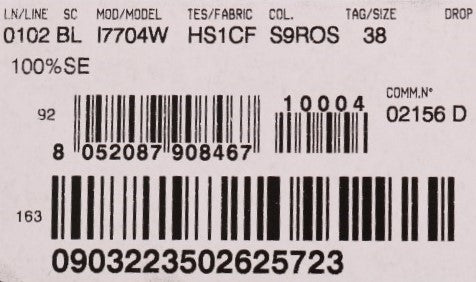 LN/LINE SC MOD/MODEL TES/FABRIC COL. TAG/SIZE DROP
0102 BL I7704W HS1CF S9ROS 38
100%SE
10004
COMM.N°
92
02156 D
8 052087 908467
163
0903223502625723